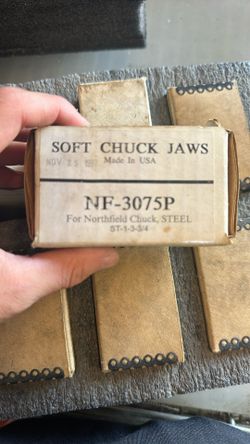 SOFT CHUCK JAWS
Made In USA
NOV 25
NF-3075P
For Northfield Chuck, STEEL
ST-1-3-3/4